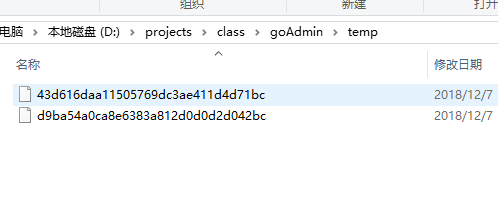 组织 新建 打开
电脑 本地磁盘 (D:) projects class goAdmin temp
名称 修改日期
43d616daa11505769dc3ae411d4d71bc 2018/12/7
d9ba54a0ca8e6383a812d0d0d2d042bc 2018/12/7